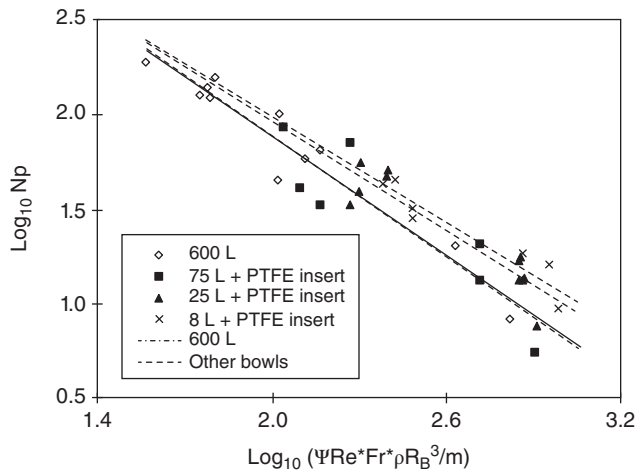 2.5
2.0
1.5
1.0
0.5
Log10 Np
600 L
75 L + PTFE insert
25 L + PTFE insert
8 L + PTFE insert
600 L
Other bowls
1.4 2.0 2.6 3.2
Log10 (ΨRe*Fr*ρRB3/m)